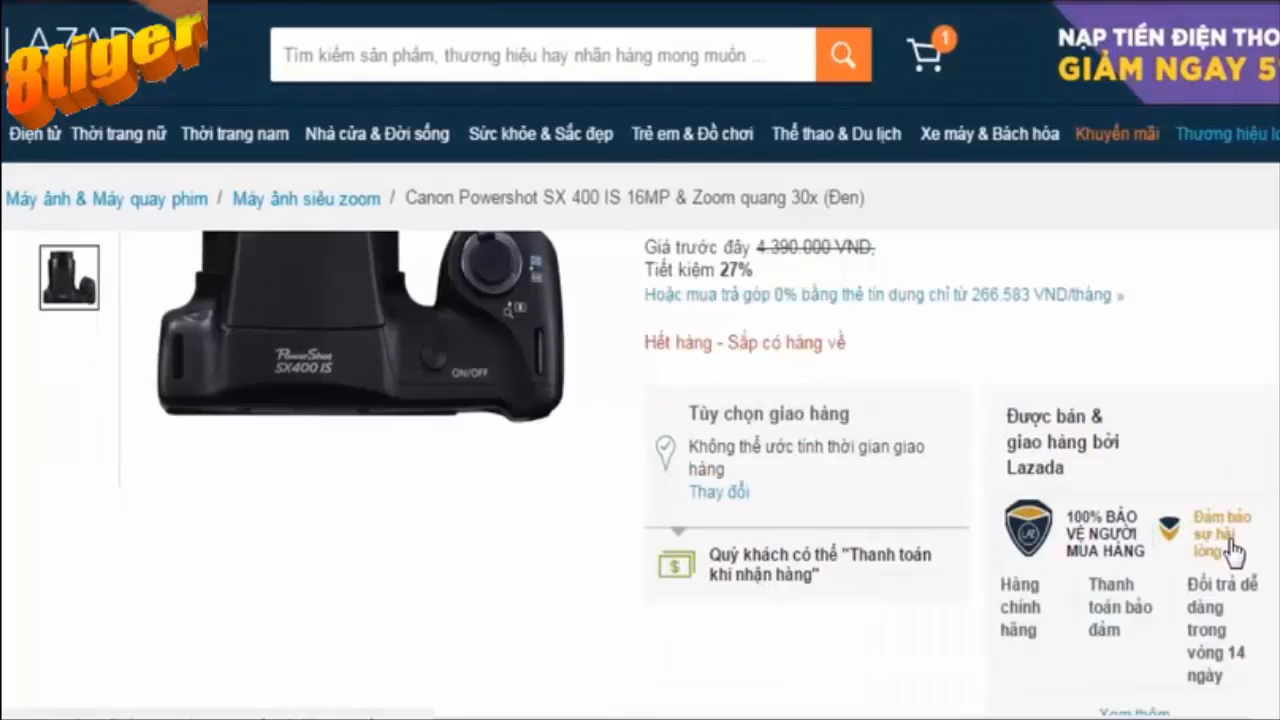 LAZAD
8tiger
Tìm kiếm sản phẩm, thương hiệu hay nhãn hàng mong muốn ...
1
NẠP TIỀN ĐIỆN THO
GIẢM NGAY 5
Điện tử Thời trang nữ Thời trang nam Nhà cửa & Đời sống Sức khỏe & Sắc đẹp Trẻ em & Đồ chơi Thể thao & Du lịch Xe máy & Bách hóa Khuyến mãi Thương hiệu l
Máy ảnh & Máy quay phim / Máy ảnh siêu zoom / Canon Powershot SX 400 IS 16MP & Zoom quang 30x (Đen)
Giá trước đây 4.390.000 VND,
Tiết kiệm 27%
Hoặc mua trả góp 0% bằng thẻ tín dụng chỉ từ 266.583 VND/tháng »
Hết hàng - Sắp có hàng về
PowerShot
SX400 IS
ON/OFF
Tùy chọn giao hàng
Không thể ước tính thời gian giao
hàng
Thay đổi
Quý khách có thể "Thanh toán
khi nhận hàng"
Được bán &
giao hàng bởi
Lazada
100% BẢO
VỆ NGƯỜI
MUA HÀNG
Đảm bảo
sự hài
lòng
Hàng
chính
hãng
Thanh
toán bảo
đảm
Đổi trả dễ
dàng
trong
vòng 14
ngày
Xem thêm